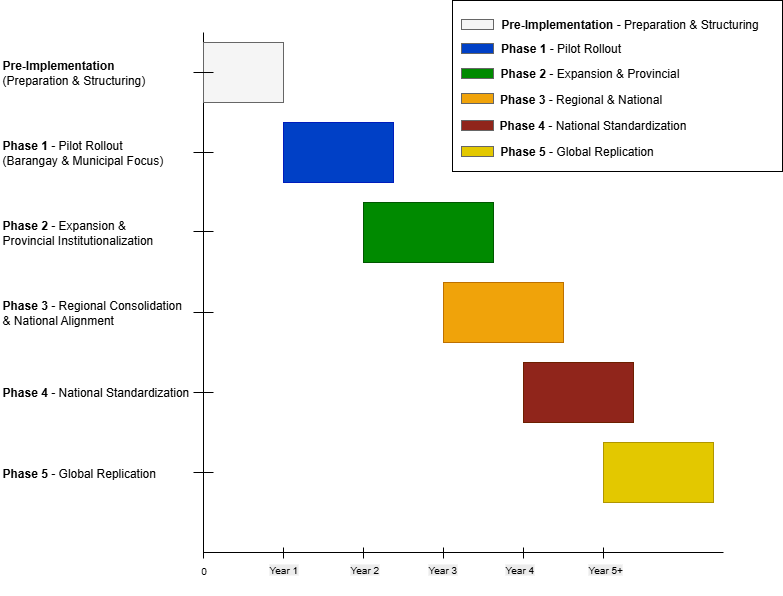 Pre-Implementation - Preparation & Structuring
Phase 1 - Pilot Rollout
Phase 2 - Expansion & Provincial
Phase 3 - Regional & National
Phase 4 - National Standardization
Phase 5 - Global Replication
Pre-Implementation
(Preparation & Structuring)
Phase 1 - Pilot Rollout
(Barangay & Municipal Focus)
Phase 2 - Expansion &
Provincial Institutionalization
Phase 3 - Regional Consolidation
& National Alignment
Phase 4 - National Standardization
Phase 5 - Global Replication
0 Year 1 Year 2 Year 3 Year 4 Year 5+